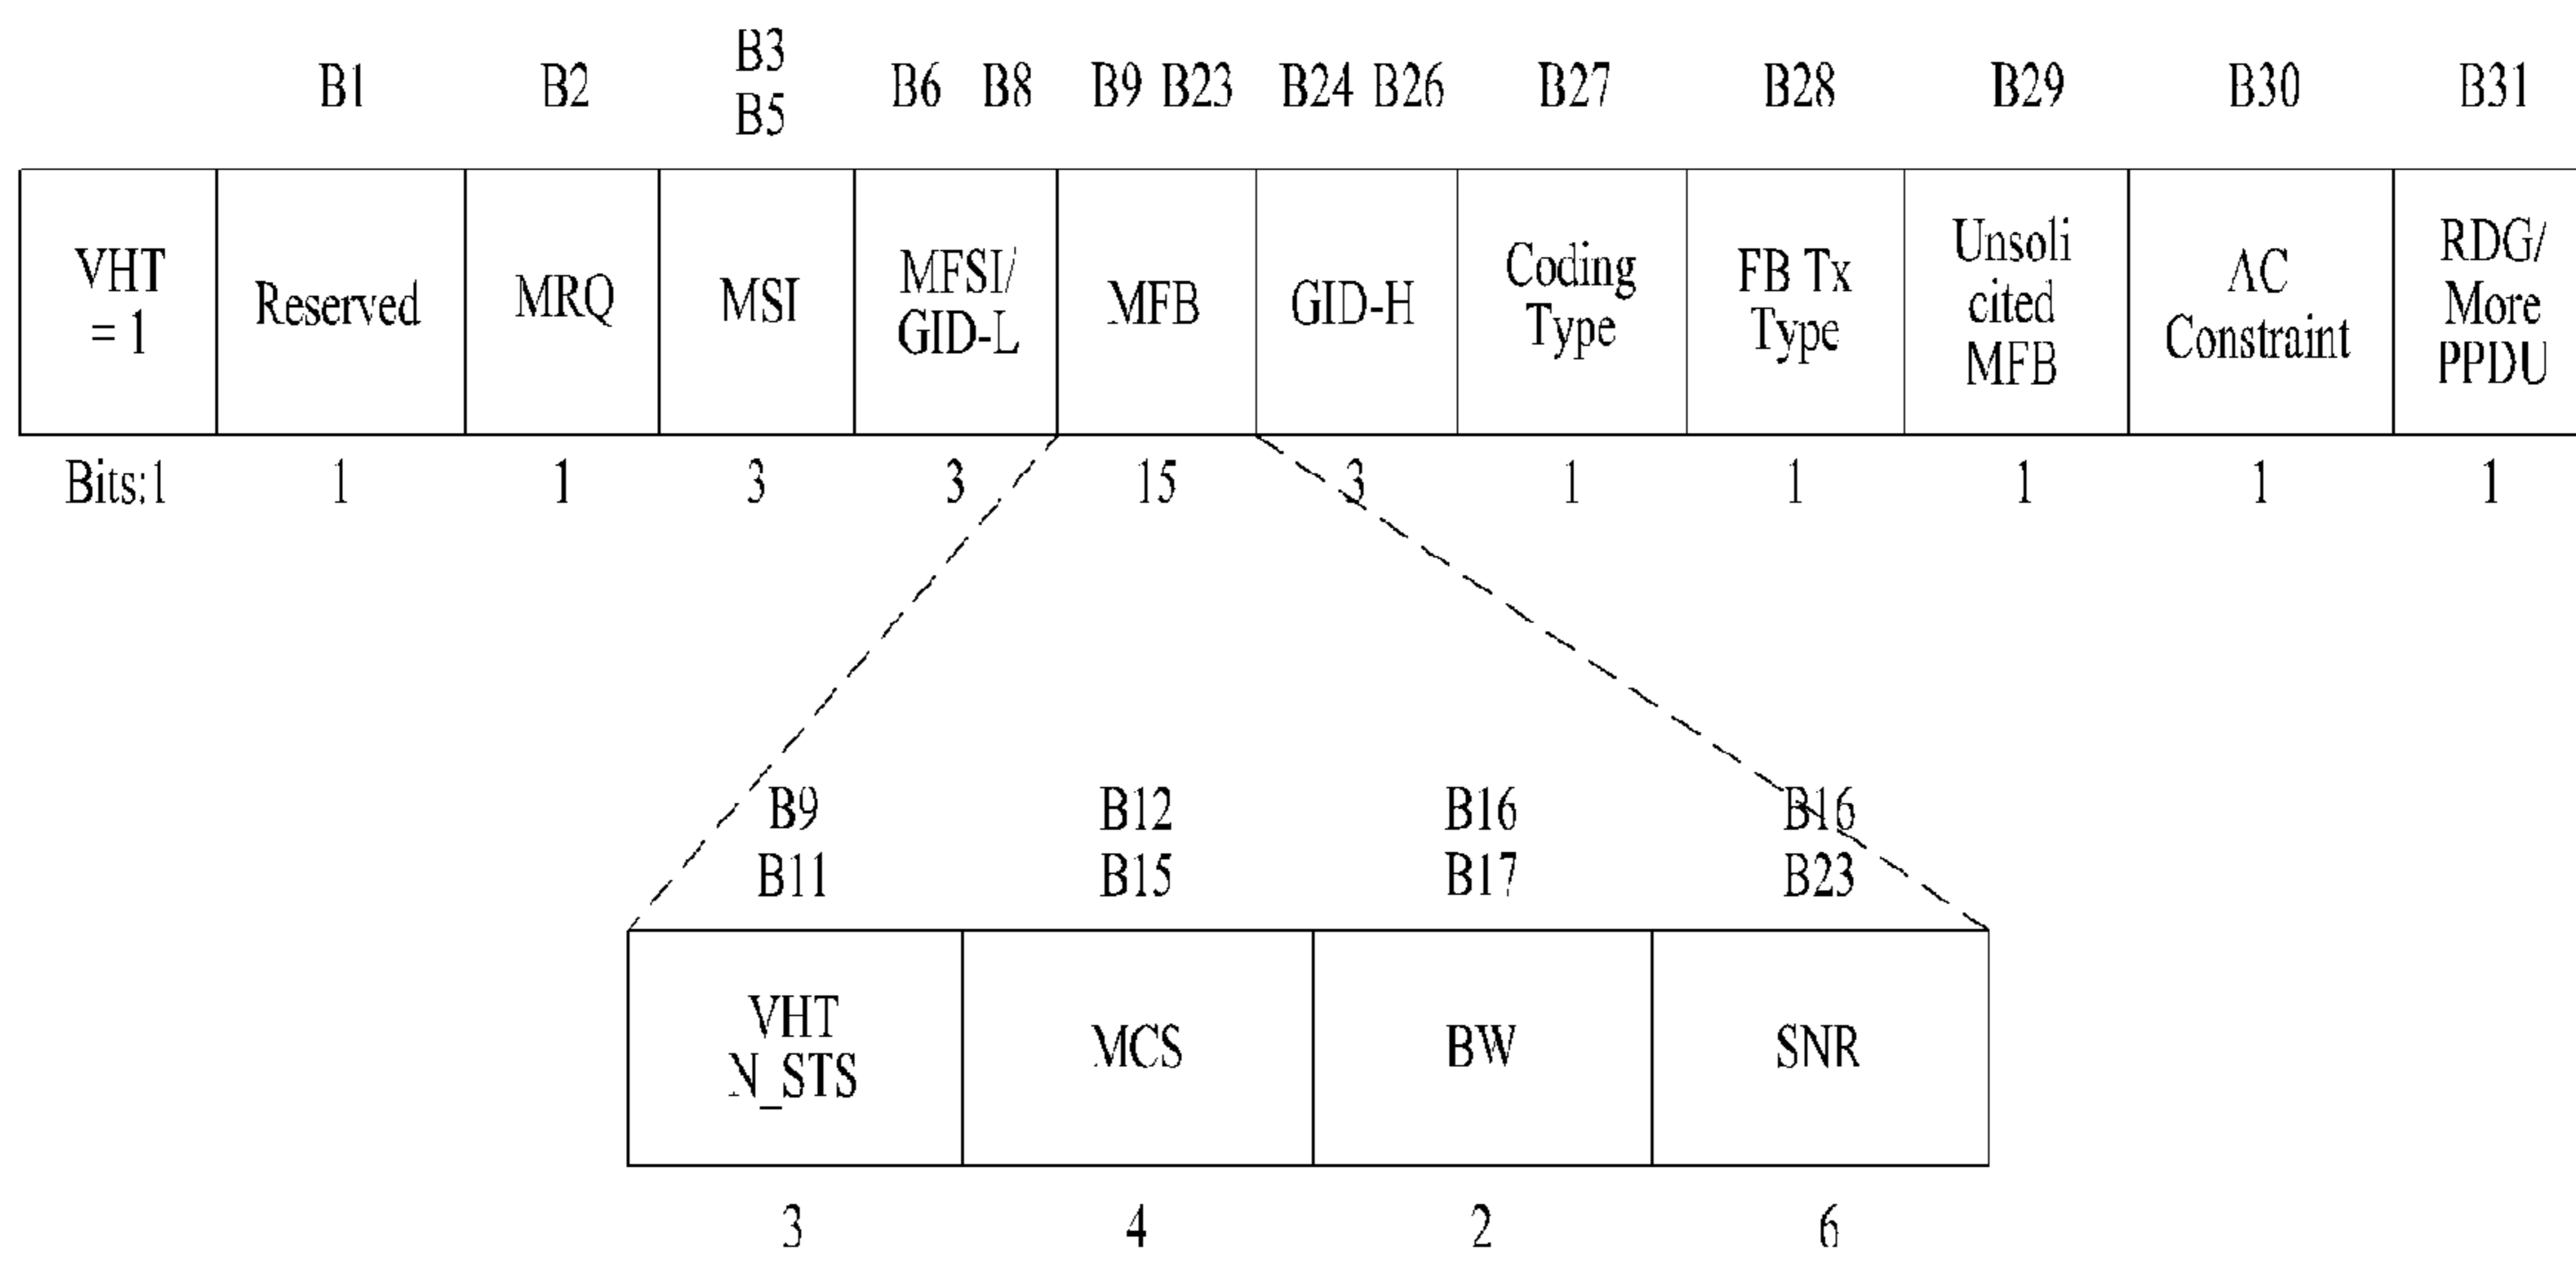 B1 B2 B3 B5 B6 B8 B9 B23 B24 B26 B27 B28 B29 B30 B31
VHT
= 1
Reserved
MRQ
MSI
MFSI/
GID-L
MFB
GID-H
Coding
Type
FB Tx
Type
Unsoli
cited
MFB
AC
Constraint
RDG/
More
PPDU
Bits:1 1 1 3 3 15 3 1 1 1 1 1
B9 B12 B16 B16
B11 B15 B17 B23
VHT
N_STS
MCS
BW
SNR
3 4 2 6